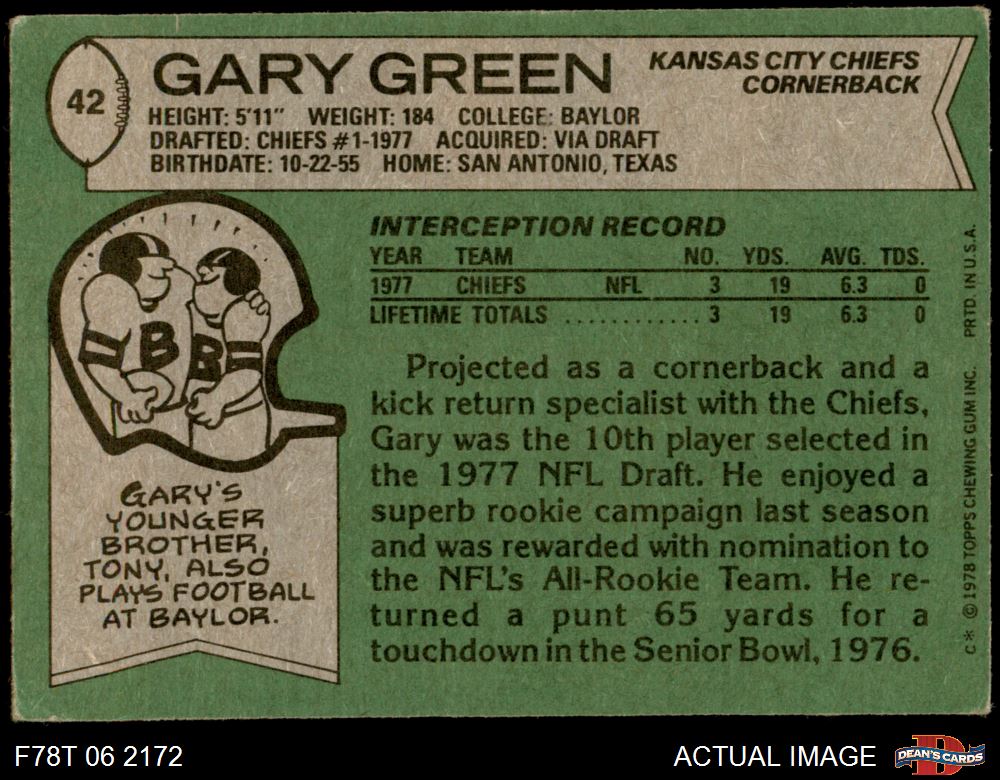 42
GARY GREEN
KANSAS CITY CHIEFS
CORNERBACK
HEIGHT: 5'11" WEIGHT: 184 COLLEGE: BAYLOR
DRAFTED: CHIEFS #1-1977 ACQUIRED: VIA DRAFT
BIRTHDATE: 10-22-55 HOME: SAN ANTONIO, TEXAS
B
B
GARY'S
YOUNGER
BROTHER,
TONY, ALSO
PLAYS FOOTBALL
AT BAYLOR.
INTERCEPTION RECORD
YEAR TEAM NO. YDS. AVG. TDS.
1977 CHIEFS NFL 3 19 6.3 0
LIFETIME TOTALS ............ 3 19 6.3 0
Projected as a cornerback and a
kick return specialist with the Chiefs,
Gary was the 10th player selected in
the 1977 NFL Draft. He enjoyed a
superb rookie campaign last season
and was rewarded with nomination to
the NFL's All-Rookie Team. He re-
turned a punt 65 yards for a
touchdown in the Senior Bowl, 1976.
C* © 1978 TOPPS CHEWING GUM INC. PRTD. IN U.S.A.
F78T 06 2172
ACTUAL IMAGE
D
DEAN'S CARDS